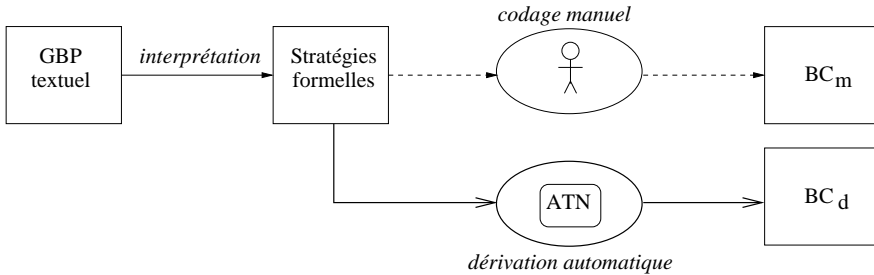 GBP
textuel
interprétation
Stratégies
formelles
codage manuel
BCm
ATN
dérivation automatique
BCd